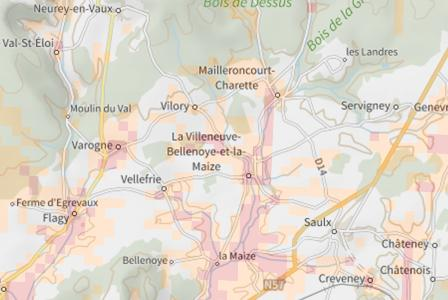 Bois de Dessus
Neurey-en-Vaux
Bois de la G
Val-St-Éloi
les Landres
Mailleroncourt-
Charette
Moulin du Val
Vilory
Servigney
Genevr
La Villeneuve-
Bellenoye-et-la-
Maize
Varogne
D14
Vellefrie
Ferme d'Egrevaux
Flagy
Saulx
Châteney
Bellenoye
la Maize
Châtenois
N57
Creveney